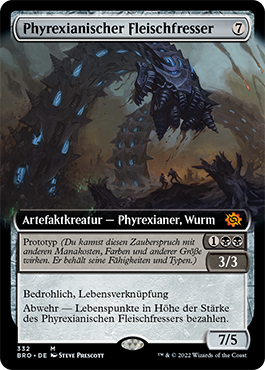 Phyrexianischer Fleischfresser 7
Artefaktkreatur — Phyrexianer, Wurm
Prototyp (Du kannst diesen Zauberspruch mit 1
anderen Manakosten, Farben und anderer Größe
wirken. Er behält seine Fähigkeiten und Typen.) 3/3
Bedrohlich, Lebensverknüpfung
Abwehr — Lebenspunkte in Höhe der Stärke
des Phyrexianischen Fleischfressers bezahlen.
7/5
332 M
BRO • DE STEVE PRESCOTT ™ & © 2022 Wizards of the Coast